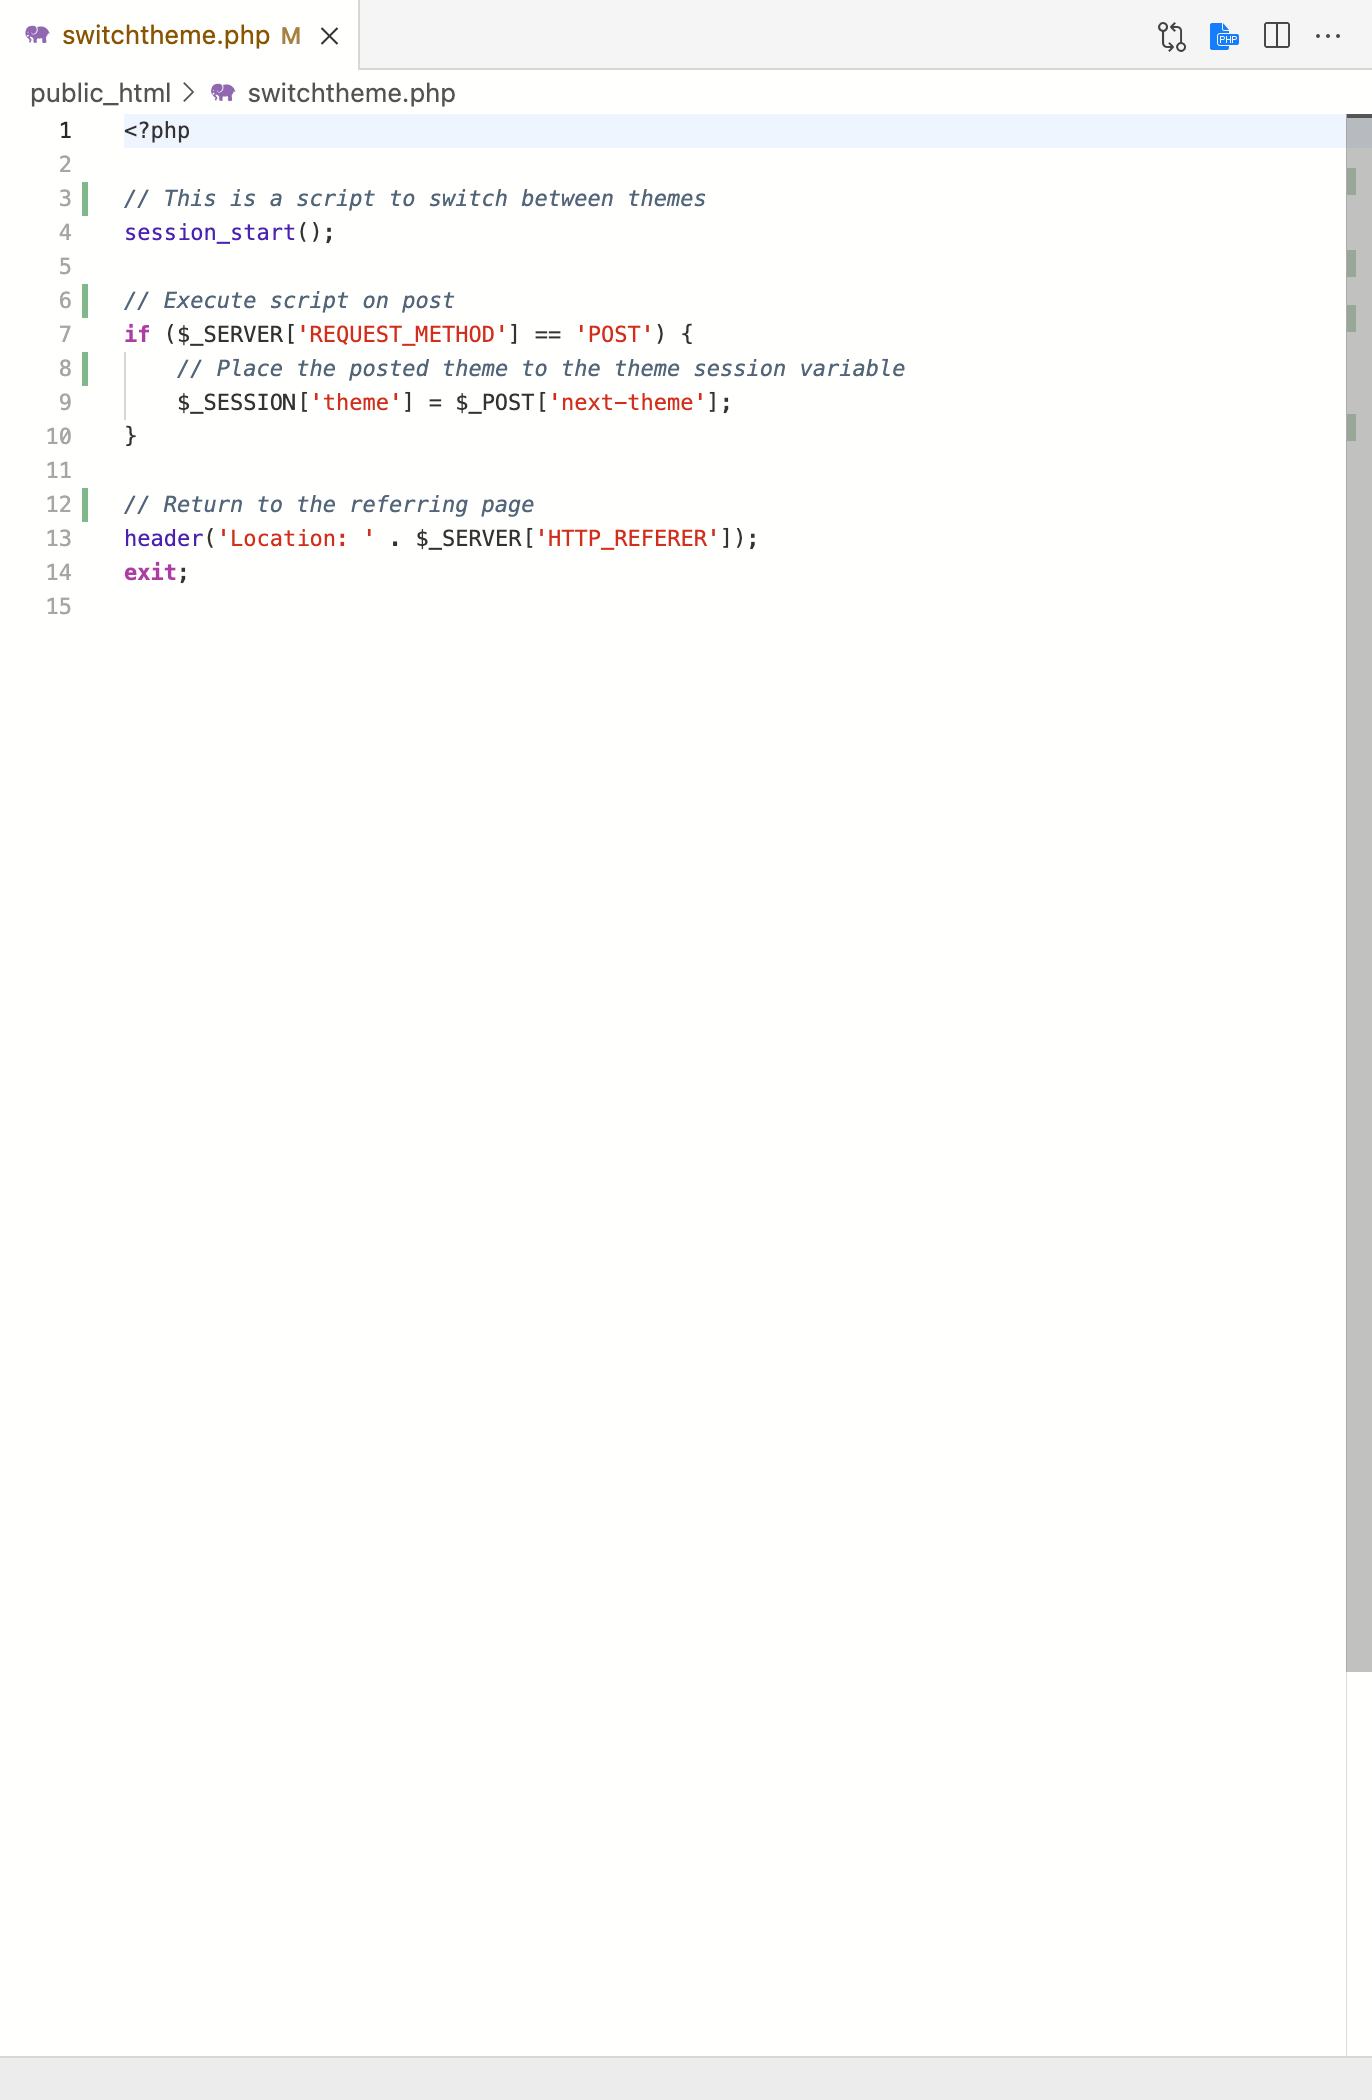 switchtheme.php M
PHP
public_html > switchtheme.php
1 <?php
2
3 // This is a script to switch between themes
4 session_start();
5
6 // Execute script on post
7 if ($_SERVER['REQUEST_METHOD'] == 'POST') {
8 // Place the posted theme to the theme session variable
9 $_SESSION['theme'] = $_POST['next-theme'];
10 }
11
12 // Return to the referring page
13 header('Location: ' . $_SERVER['HTTP_REFERER']);
14 exit;
15